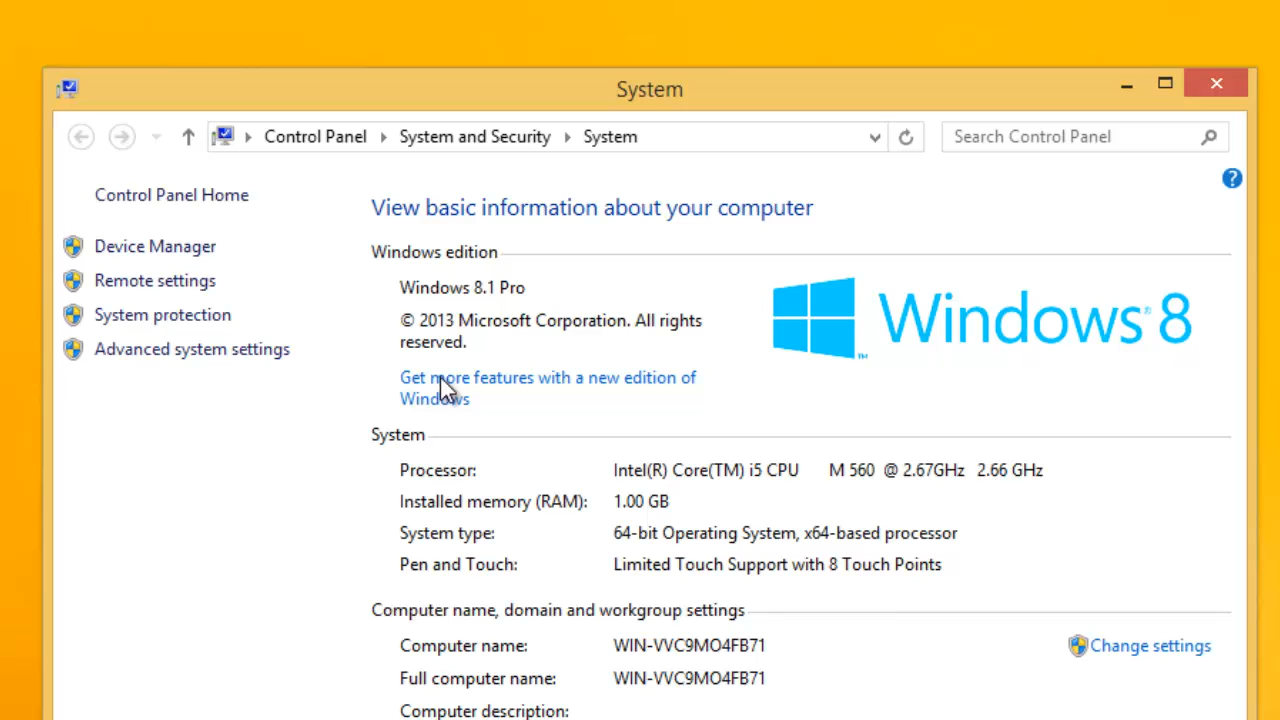 System
Control Panel System and Security System
Search Control Panel
?
Control Panel Home
Device Manager
Remote settings
System protection
Advanced system settings
View basic information about your computer
Windows edition
Windows 8.1 Pro
© 2013 Microsoft Corporation. All rights
reserved.
Get more features with a new edition of
Windows
Windows® 8
™
System
Processor: Intel(R) Core(TM) i5 CPU M 560 @ 2.67GHz 2.66 GHz
Installed memory (RAM): 1.00 GB
System type: 64-bit Operating System, x64-based processor
Pen and Touch: Limited Touch Support with 8 Touch Points
Computer name, domain and workgroup settings
Computer name: WIN-VVC9MO4FB71
Change settings
Full computer name: WIN-VVC9MO4FB71
Computer description: